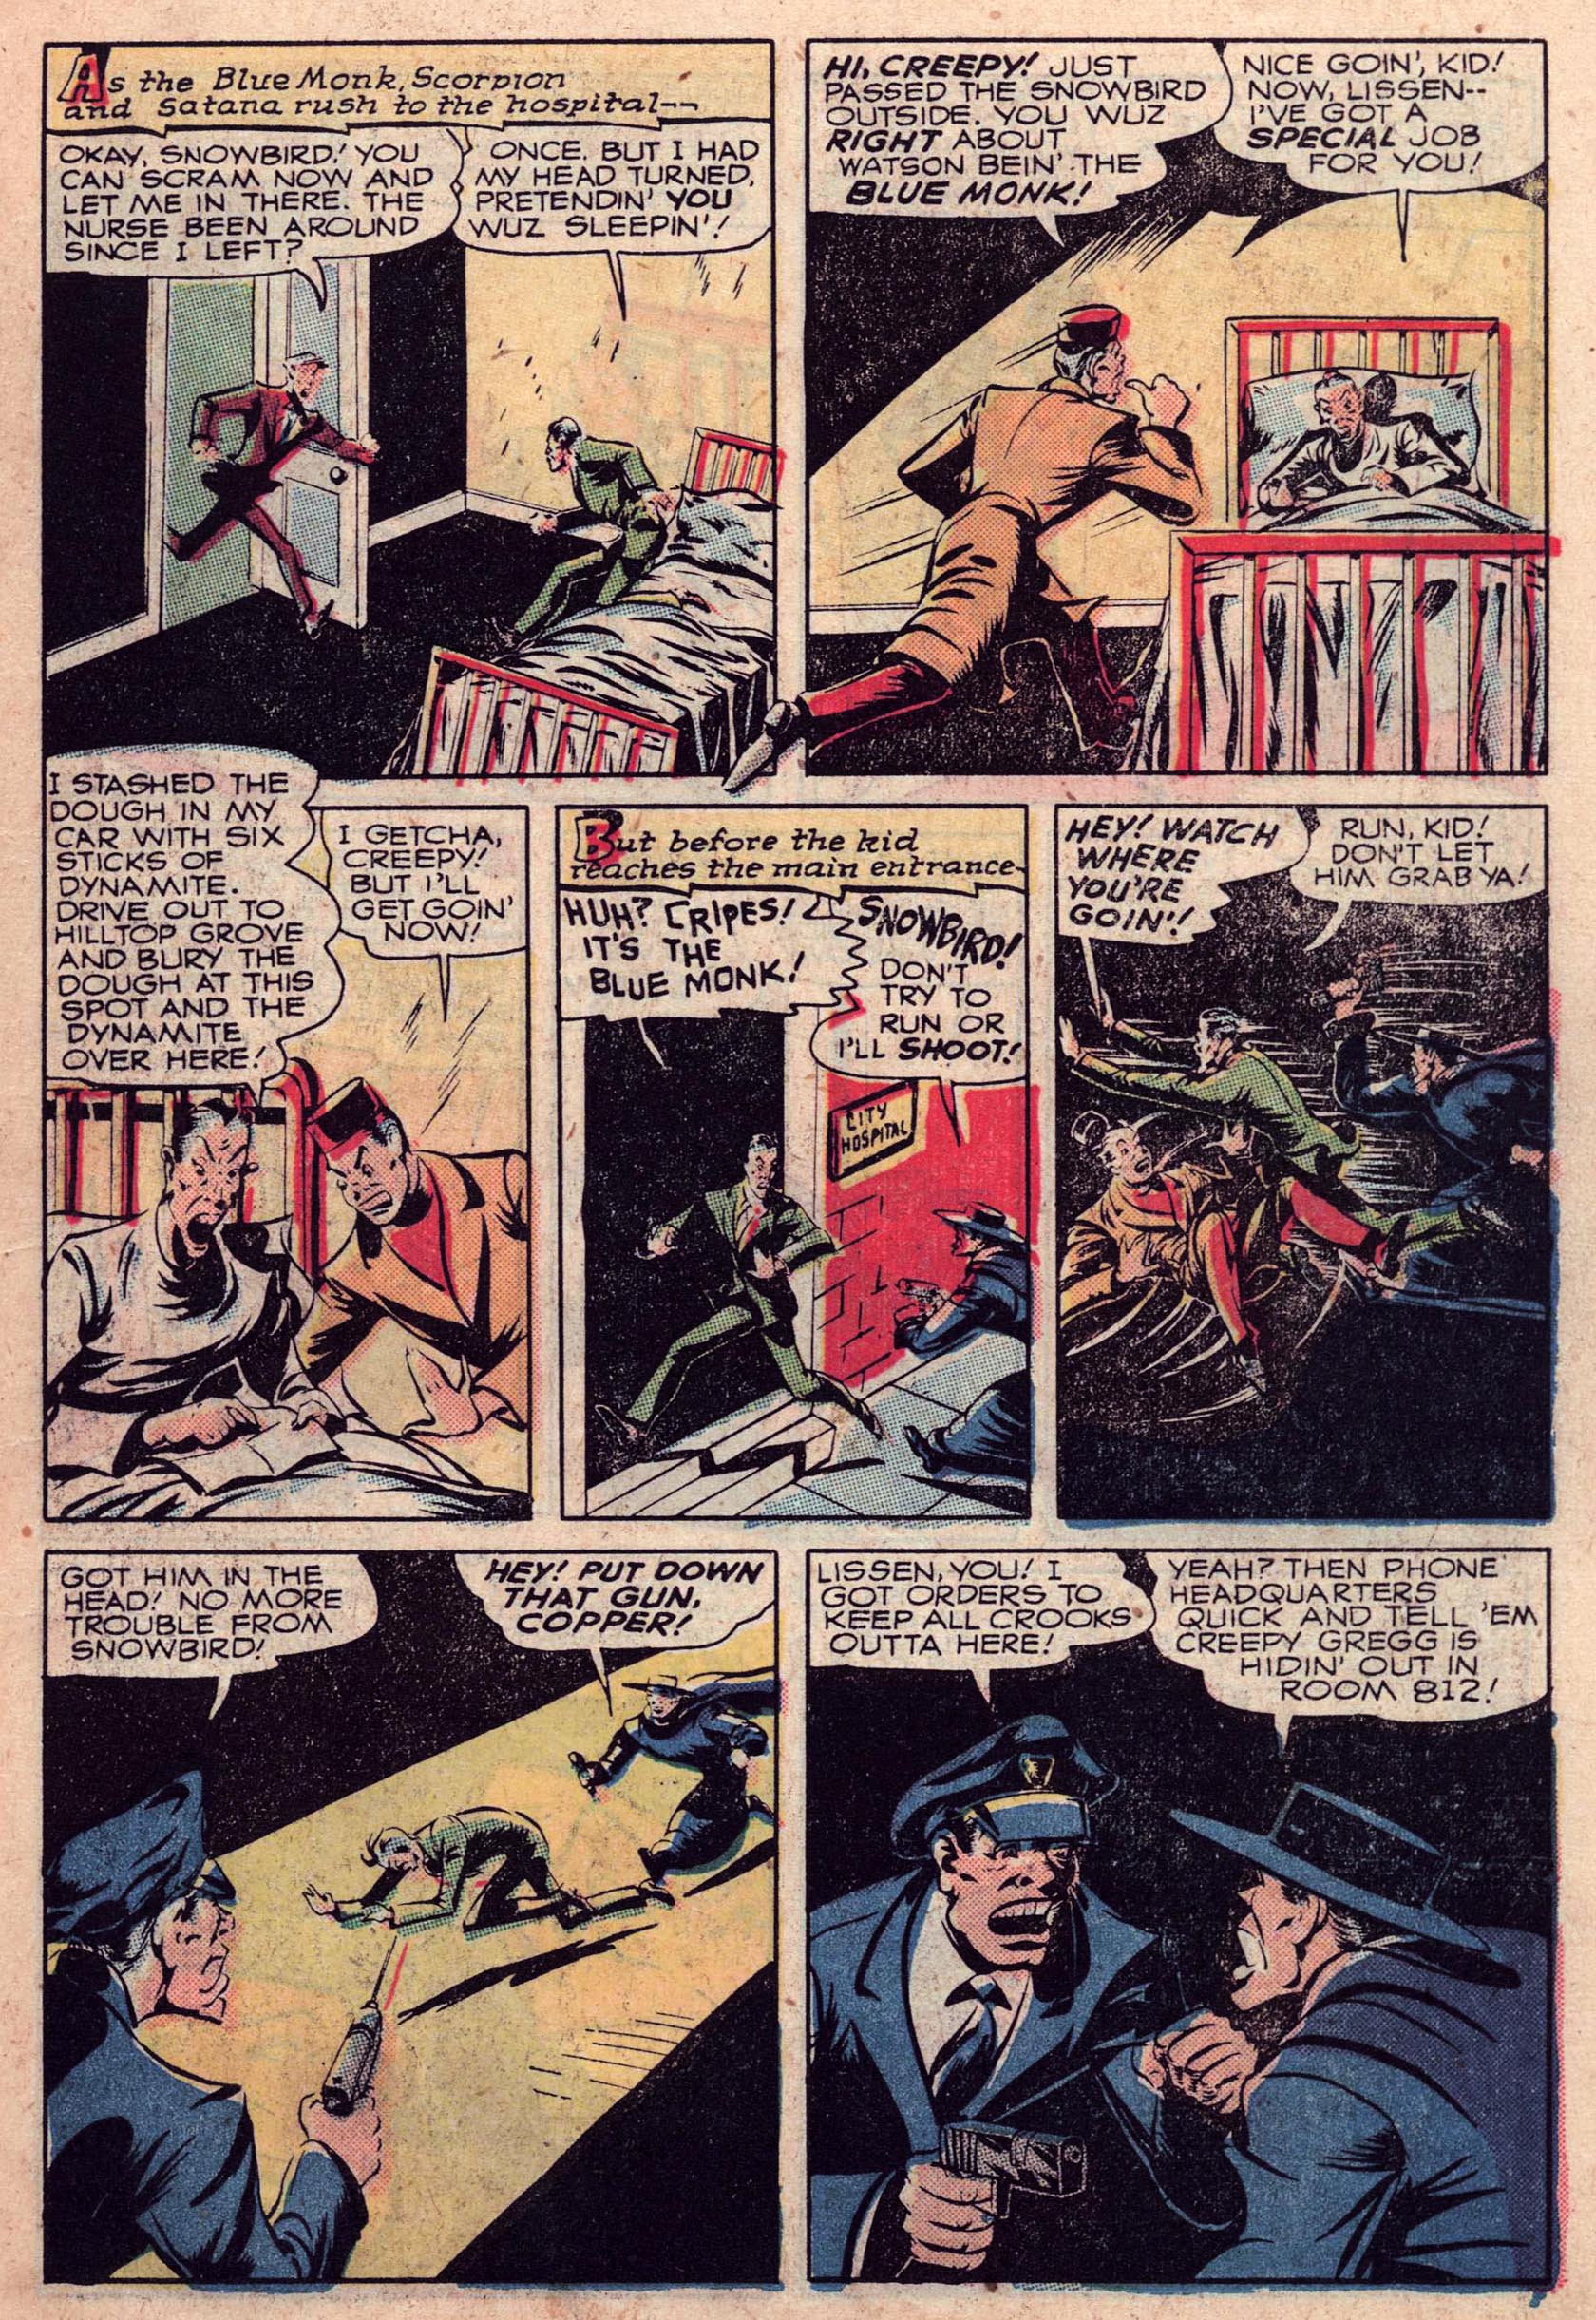 As the Blue Monk, Scorpion
and Satana rush to the hospital--
OKAY, SNOWBIRD! YOU
CAN SCRAM NOW AND
LET ME IN THERE. THE
NURSE BEEN AROUND
SINCE I LEFT?
ONCE. BUT I HAD
MY HEAD TURNED,
PRETENDIN' YOU
WUZ SLEEPIN'!
HI, CREEPY! JUST
PASSED THE SNOWBIRD
OUTSIDE. YOU WUZ
RIGHT ABOUT
WATSON BEIN' THE
BLUE MONK!
NICE GOIN', KID!
NOW, LISSEN--
I'VE GOT A
SPECIAL JOB
FOR YOU!
I STASHED THE
DOUGH IN MY
CAR WITH SIX
STICKS OF
DYNAMITE.
DRIVE OUT TO
HILLTOP GROVE
AND BURY THE
DOUGH AT THIS
SPOT AND THE
DYNAMITE
OVER HERE!
I GETCHA,
CREEPY!
BUT I'LL
GET GOIN'
NOW!
But before the kid
reaches the main entrance-
HUH? CRIPES!
IT'S THE
BLUE MONK!
SNOWBIRD!
DON'T
TRY TO
RUN OR
I'LL SHOOT!
CITY
HOSPITAL
HEY! WATCH
WHERE
YOU'RE
GOIN'!
RUN, KID!
DON'T LET
HIM GRAB YA!
GOT HIM IN THE
HEAD! NO MORE
TROUBLE FROM
SNOWBIRD!
HEY! PUT DOWN
THAT GUN,
COPPER!
LISSEN, YOU! I
GOT ORDERS TO
KEEP ALL CROOKS
OUTTA HERE!
YEAH? THEN PHONE
HEADQUARTERS
QUICK AND TELL 'EM
CREEPY GREGG IS
HIDIN' OUT IN
ROOM 812!